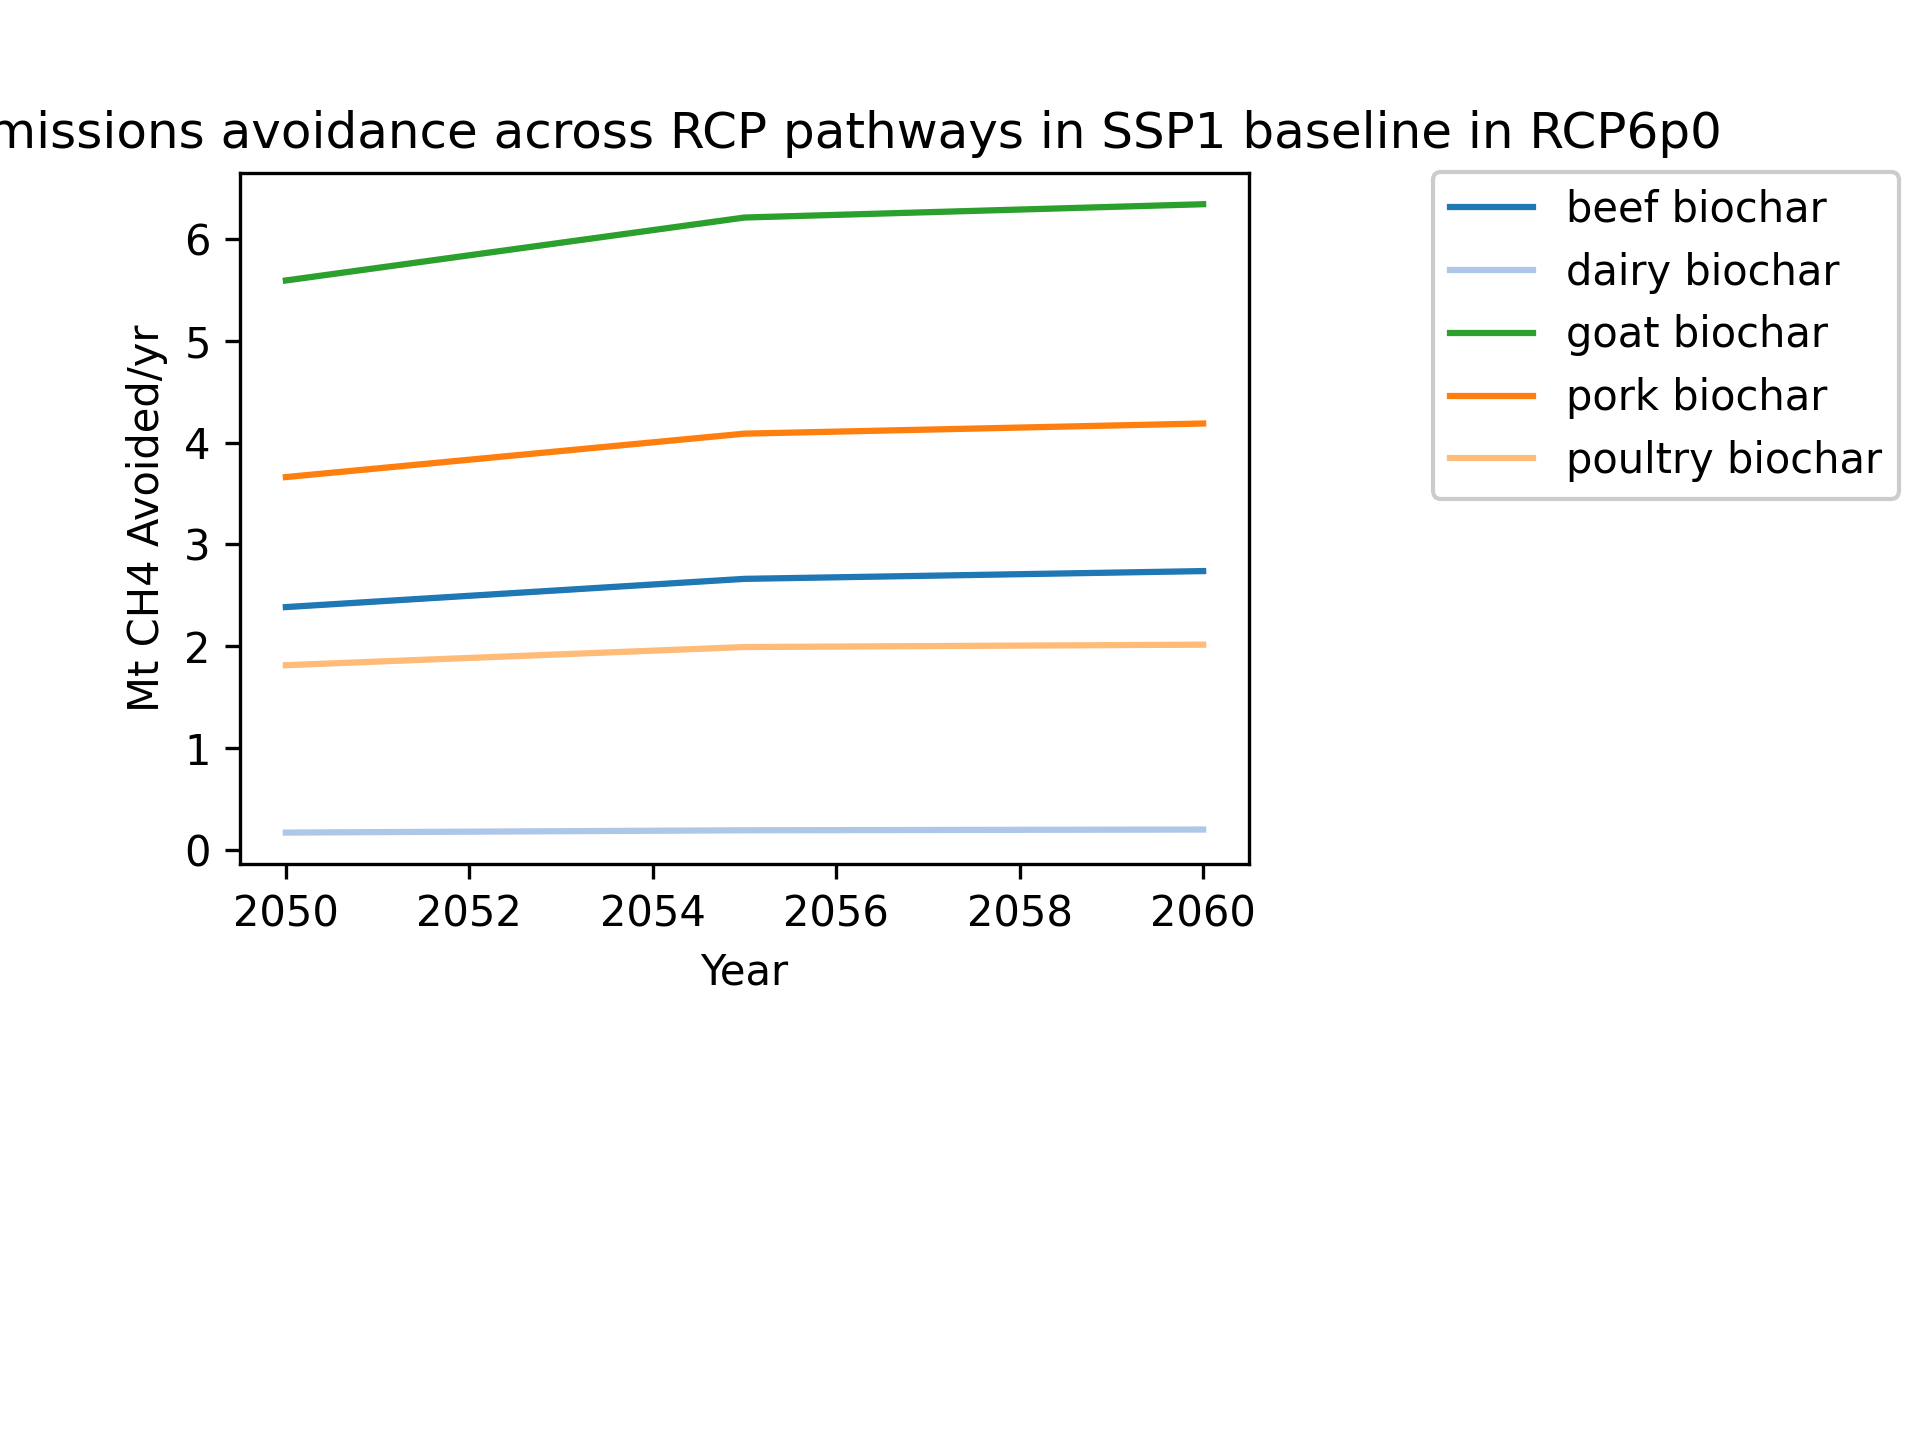 missions avoidance across RCP pathways in SSP1 baseline in RCP6p0
beef biochar
dairy biochar
goat biochar
pork biochar
poultry biochar
Mt CH4 Avoided/yr
6
5
4
3
2
1
0
2050 2052 2054 2056 2058 2060
Year